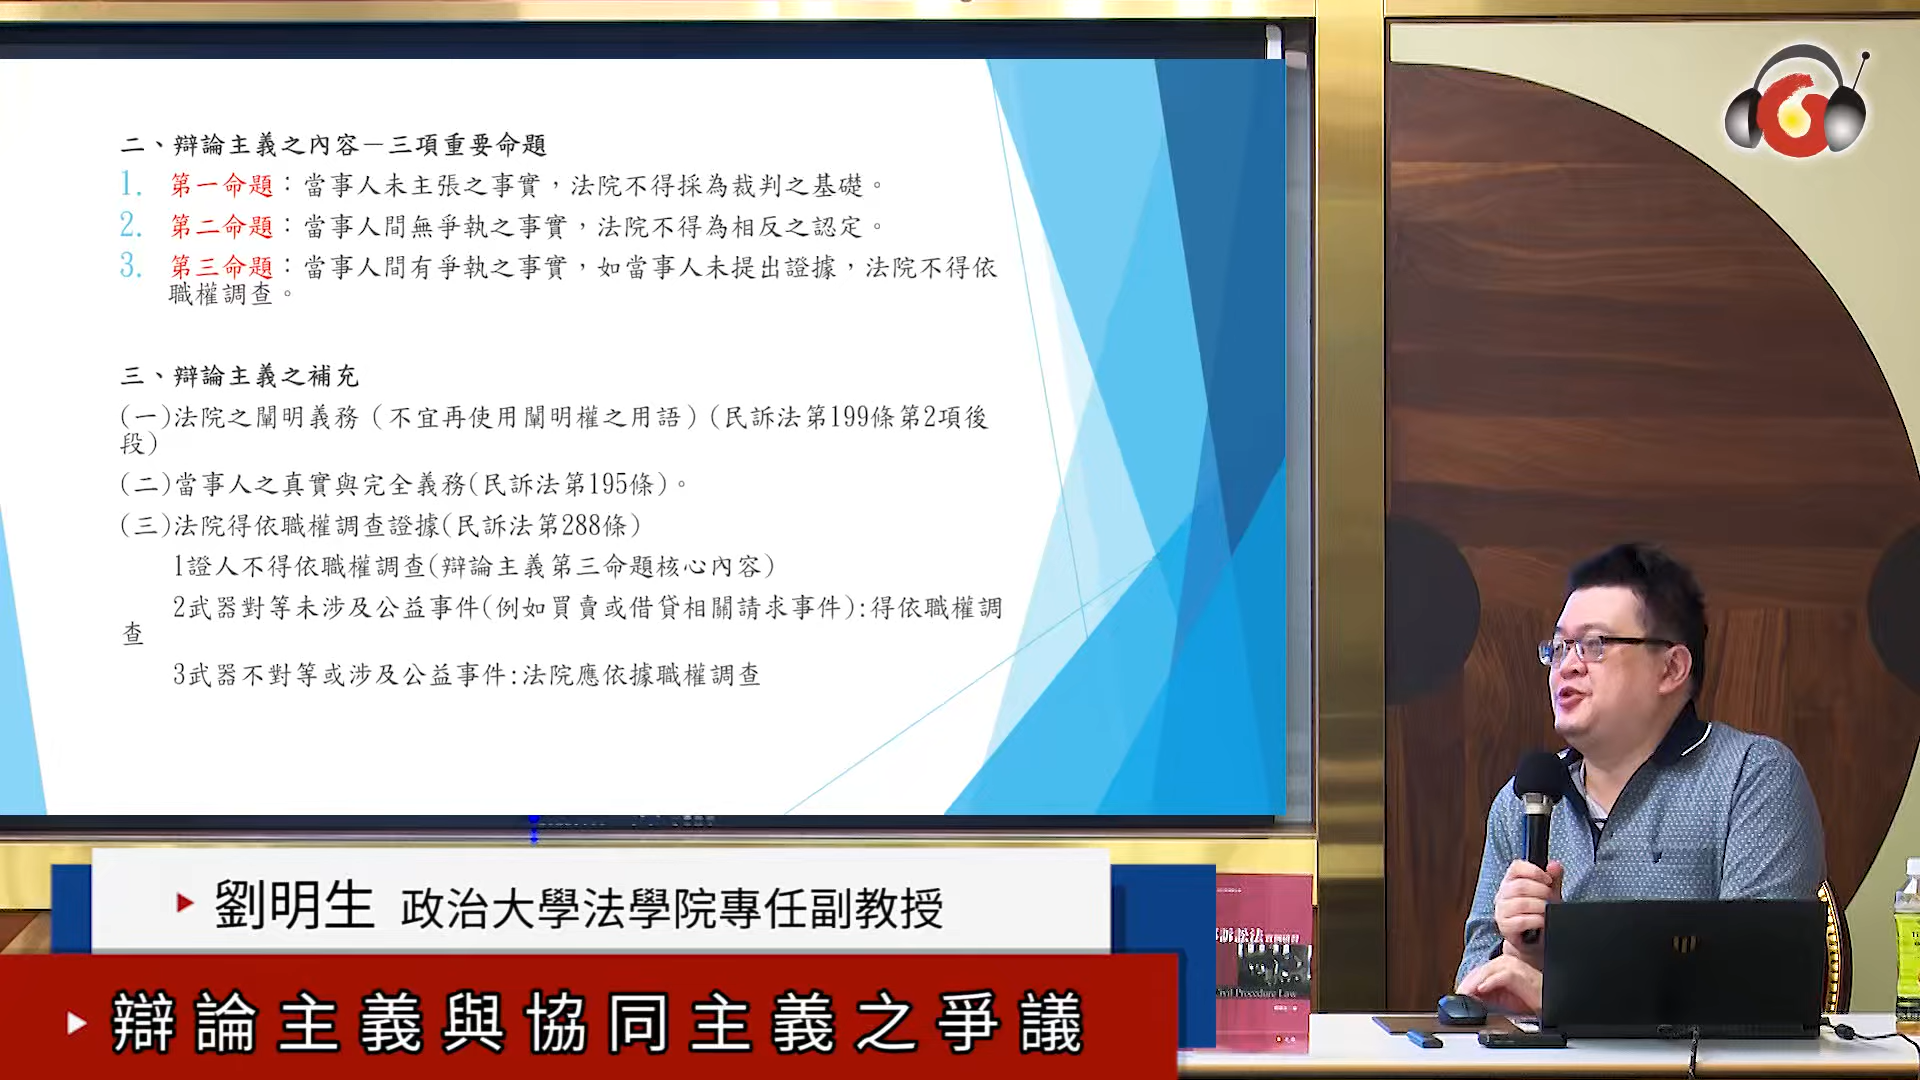 二、辯論主義之內容－三項重要命題
1. 第一命題：當事人未主張之事實，法院不得採為裁判之基礎。
2. 第二命題：當事人間無爭執之事實，法院不得為相反之認定。
3. 第三命題：當事人間有爭執之事實，如當事人未提出證據，法院不得依
職權調查。
三、辯論主義之補充
(一)法院之闡明義務（不宜再使用闡明權之用語）(民訴法第199條第2項後
段)
(二)當事人之真實與完全義務(民訴法第195條)。
(三)法院得依職權調查證據(民訴法第288條)
1證人不得依職權調查(辯論主義第三命題核心內容)
2武器對等未涉及公益事件(例如買賣或借貸相關請求事件):得依職權調
查
3武器不對等或涉及公益事件:法院應依據職權調查
劉明生 政治大學法學院專任副教授
訴訟法
Civil Procedure Law
辯論主義與協同主義之爭議